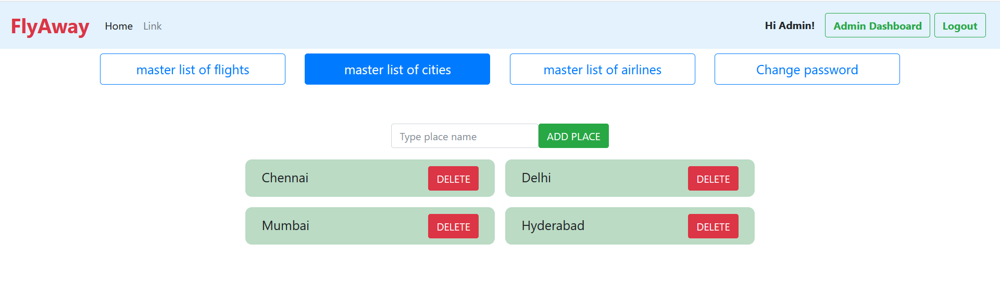 FlyAway Home Link Hi Admin! Admin Dashboard Logout
master list of flights master list of cities master list of airlines Change password
Type place name ADD PLACE
Chennai DELETE Delhi DELETE
Mumbai DELETE Hyderabad DELETE